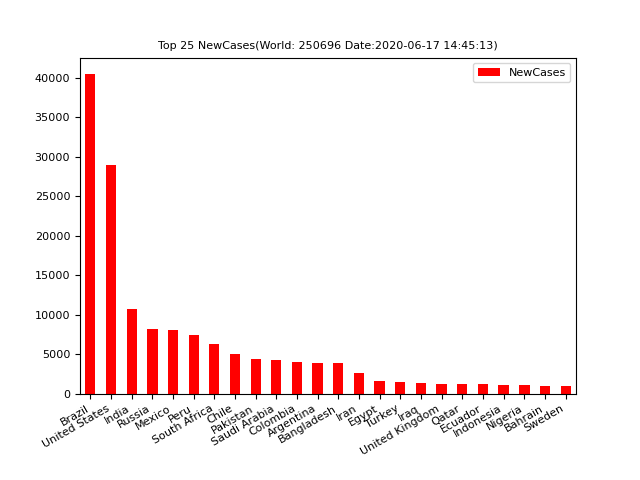 Top 25 NewCases(World: 250696 Date:2020-06-17 14:45:13)
NewCases
40000
35000
30000
25000
20000
15000
10000
5000
0
Brazil
United States
India
Russia
Mexico
Peru
South Africa
Chile
Pakistan
Saudi Arabia
Colombia
Argentina
Bangladesh
Iran
Egypt
Turkey
Iraq
United Kingdom
Qatar
Ecuador
Indonesia
Nigeria
Bahrain
Sweden